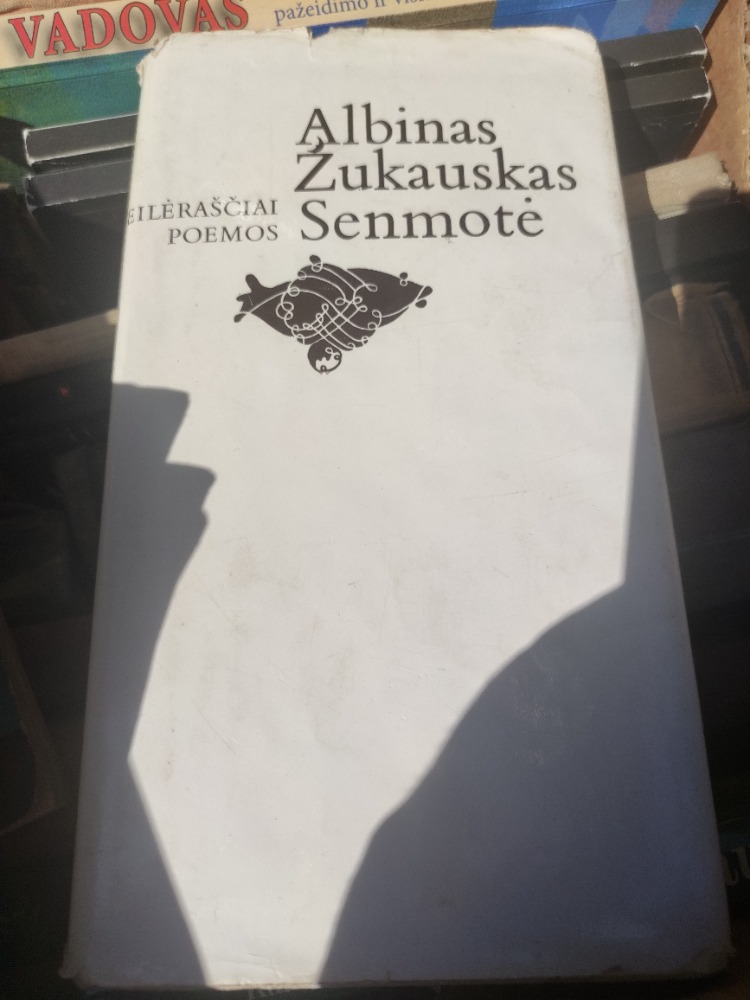 VADOVAS
pažeidimo ir
Albinas
Žukauskas
Senmotė
EILĖRAŠČIAI
POEMOS